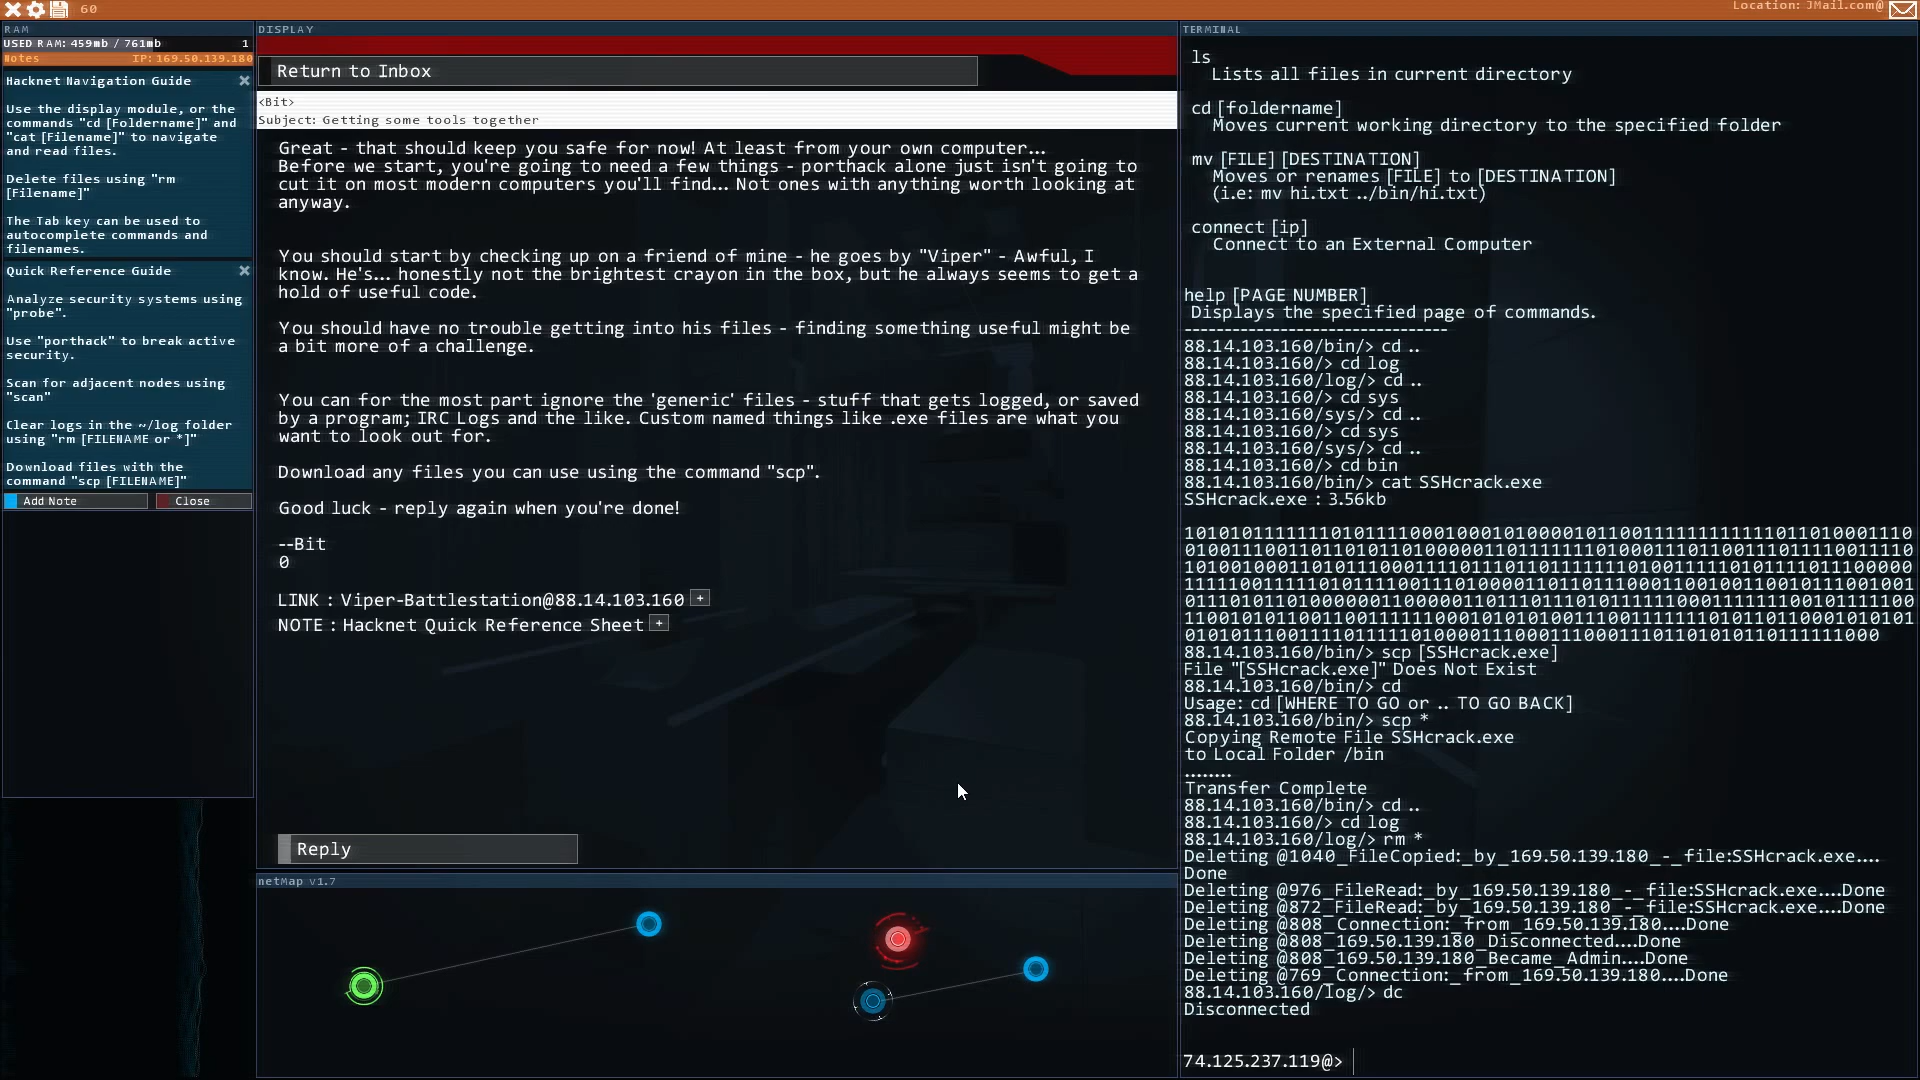 60
Location: JMail.com@
RAM
USED RAM: 459mb / 761mb 1
Notes IP:169.50.139.180
Hacknet Navigation Guide
Use the display module, or the
commands "cd [Foldername]" and
"cat [Filename]" to navigate
and read files.
Delete files using "rm
[Filename]"
The Tab key can be used to
autocomplete commands and
filenames.
Quick Reference Guide
Analyze security systems using
"probe".
Use "porthack" to break active
security.
Scan for adjacent nodes using
"scan"
Clear logs in the ~/log folder
using "rm [FILENAME or *]"
Download files with the
command "scp [FILENAME]"
Add Note Close
DISPLAY
Return to Inbox
<Bit>
Subject: Getting some tools together
Great - that should keep you safe for now! At least from your own computer...
Before we start, you're going to need a few things - porthack alone just isn't going to
cut it on most modern computers you'll find... Not ones with anything worth looking at
anyway.
You should start by checking up on a friend of mine - he goes by "Viper" - Awful, I
know. He's... honestly not the brightest crayon in the box, but he always seems to get a
hold of useful code.
You should have no trouble getting into his files - finding something useful might be
a bit more of a challenge.
You can for the most part ignore the 'generic' files - stuff that gets logged, or saved
by a program; IRC Logs and the like. Custom named things like .exe files are what you
want to look out for.
Download any files you can use using the command "scp".
Good luck - reply again when you're done!
--Bit
0
LINK : Viper-Battlestation@88.14.103.160 +
NOTE : Hacknet Quick Reference Sheet +
Reply
netMap v1.7
TERMINAL
ls
Lists all files in current directory
cd [foldername]
Moves current working directory to the specified folder
mv [FILE] [DESTINATION]
Moves or renames [FILE] to [DESTINATION]
(i.e: mv hi.txt ../bin/hi.txt)
connect [ip]
Connect to an External Computer
help [PAGE NUMBER]
Displays the specified page of commands.
--------------------------------
88.14.103.160/bin/> cd ..
88.14.103.160/> cd log
88.14.103.160/log/> cd ..
88.14.103.160/> cd sys
88.14.103.160/sys/> cd ..
88.14.103.160/> cd sys
88.14.103.160/sys/> cd ..
88.14.103.160/> cd bin
88.14.103.160/bin/> cat SSHcrack.exe
SSHcrack.exe : 3.56kb
88.14.103.160/bin/> scp [SSHcrack.exe]
File "[SSHcrack.exe]" Does Not Exist
88.14.103.160/bin/> cd
Usage: cd [WHERE TO GO or .. TO GO BACK]
88.14.103.160/bin/> scp *
Copying Remote File SSHcrack.exe
to Local Folder /bin
........
Transfer Complete
88.14.103.160/bin/> cd ..
88.14.103.160/> cd log
88.14.103.160/log/> rm *
Deleting @1040_FileCopied:_by_169.50.139.180_-_file:SSHcrack.exe....
Done
Deleting @976_FileRead:_by_169.50.139.180_-_file:SSHcrack.exe....Done
Deleting @872_FileRead:_by_169.50.139.180_-_file:SSHcrack.exe....Done
Deleting @808_Connection:_from_169.50.139.180....Done
Deleting @808_169.50.139.180_Disconnected....Done
Deleting @808_169.50.139.180_Became_Admin....Done
Deleting @769_Connection:_from_169.50.139.180....Done
88.14.103.160/log/> dc
Disconnected
74.125.237.119@>